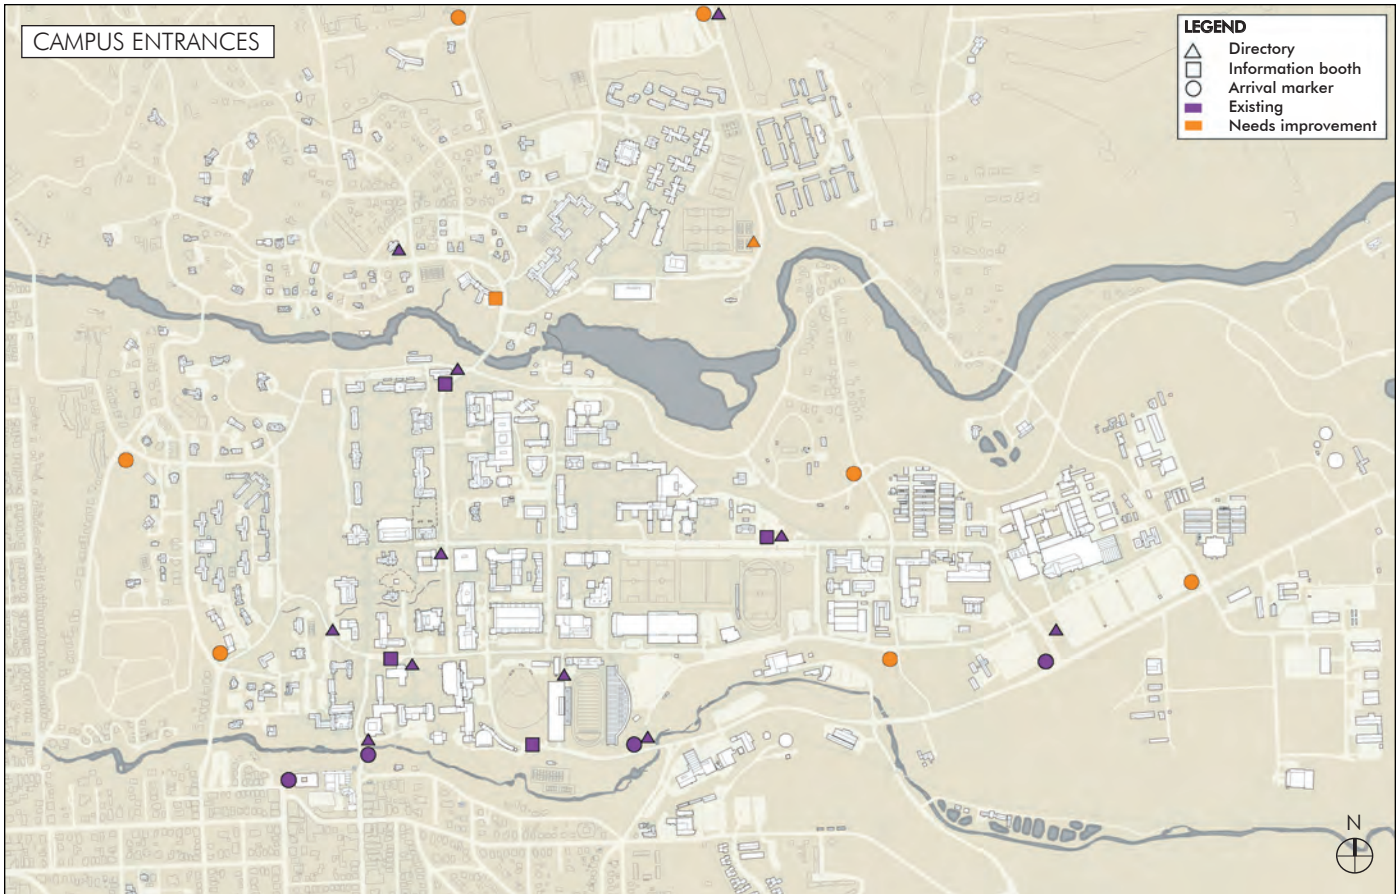 CAMPUS ENTRANCES
LEGEND
Directory
Information booth
Arrival marker
Existing
Needs improvement
N